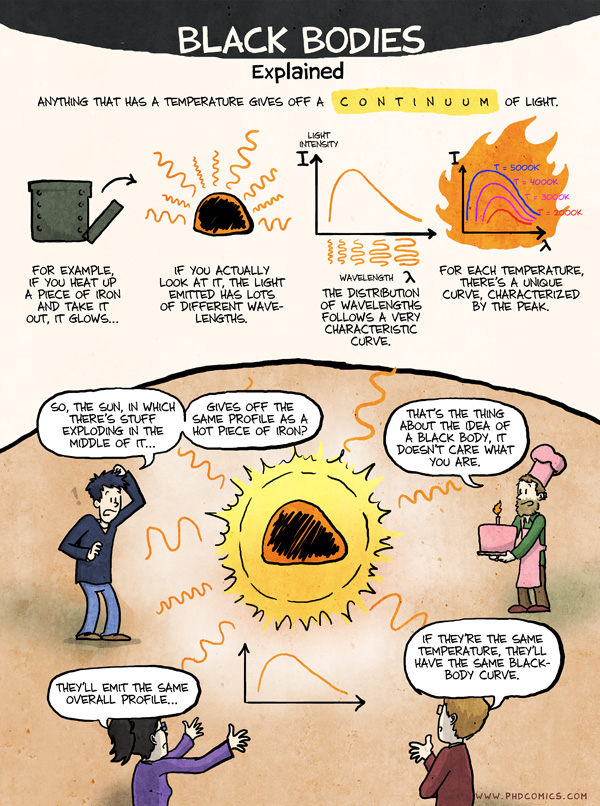 BLACK BODIES
Explained
ANYTHING THAT HAS A TEMPERATURE GIVES OFF A CONTINUUM OF LIGHT.
FOR EXAMPLE,
IF YOU HEAT UP
A PIECE OF IRON
AND TAKE IT
OUT, IT GLOWS...
IF YOU ACTUALLY
LOOK AT IT, THE LIGHT
EMITTED HAS LOTS
OF DIFFERENT WAVE-
LENGTHS.
LIGHT
INTENSITY
I
WAVELENGTH λ
THE DISTRIBUTION
OF WAVELENGTHS
FOLLOWS A VERY
CHARACTERISTIC
CURVE.
I
T = 5000K
T = 4000K
T = 3000K
T = 2000K
λ
FOR EACH TEMPERATURE,
THERE'S A UNIQUE
CURVE, CHARACTERIZED
BY THE PEAK.
SO, THE SUN, IN WHICH
THERE'S STUFF
EXPLODING IN THE
MIDDLE OF IT...
GIVES OFF THE
SAME PROFILE AS A
HOT PIECE OF IRON?
THAT'S THE THING
ABOUT THE IDEA OF
A BLACK BODY, IT
DOESN'T CARE WHAT
YOU ARE.
THEY'LL EMIT THE SAME
OVERALL PROFILE...
IF THEY'RE THE SAME
TEMPERATURE, THEY'LL
HAVE THE SAME BLACK-
BODY CURVE.
WWW.PHDCOMICS.COM